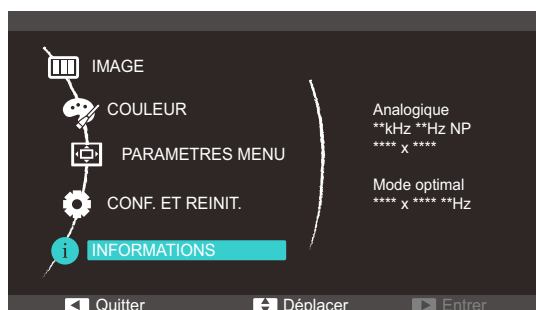 IMAGE
COULEUR
PARAMETRES MENU
CONF. ET REINIT.
i INFORMATIONS
Analogique
**kHz **Hz NP
**** x ****
Mode optimal
**** x **** **Hz
Quitter Déplacer Entrer